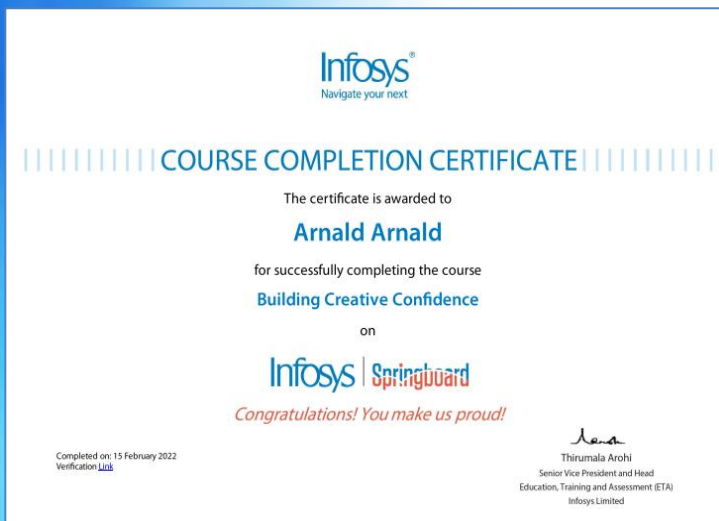 Infosys®
Navigate your next
COURSE COMPLETION CERTIFICATE
The certificate is awarded to
Arnald Arnald
for successfully completing the course
Building Creative Confidence
on
Infosys | Springboard
Congratulations! You make us proud!
Completed on: 15 February 2022
Verification Link
Thirumala Arohi
Senior Vice President and Head
Education, Training and Assessment (ETA)
Infosys Limited